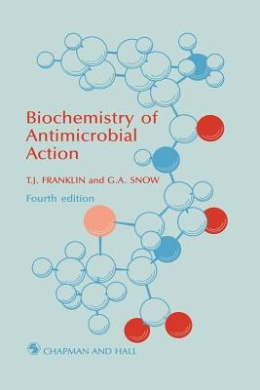 Biochemistry of
Antimicrobial
Action
T.J. FRANKLIN and G.A. SNOW
Fourth edition
CHAPMAN AND HALL